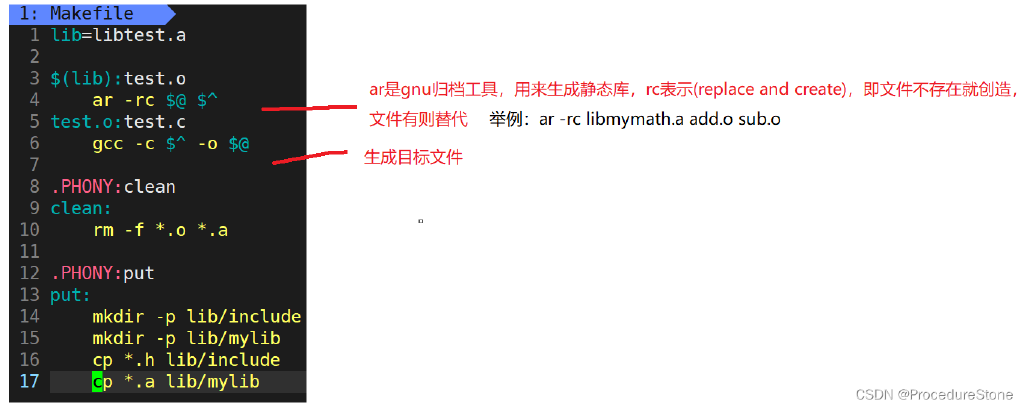 1: Makefile
1 lib=libtest.a
2
3 $(lib):test.o
4     ar -rc $@ $^
5 test.o:test.c
6     gcc -c $^ -o $@
7
8 .PHONY:clean
9 clean:
10     rm -f *.o *.a
11
12 .PHONY:put
13 put:
14     mkdir -p lib/include
15     mkdir -p lib/mylib
16     cp *.h lib/include
17     cp *.a lib/mylib
ar是gnu归档工具，用来生成静态库，rc表示(replace and create)，即文件不存在就创造，
文件有则替代 举例：ar -rc libmymath.a add.o sub.o
生成目标文件
CSDN @ProcedureStone